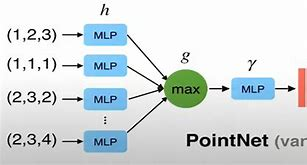 h
(1,2,3) MLP
g
(1,1,1) MLP
γ
max MLP
(2,3,2) MLP
⋮
(2,3,4) MLP
PointNet (van